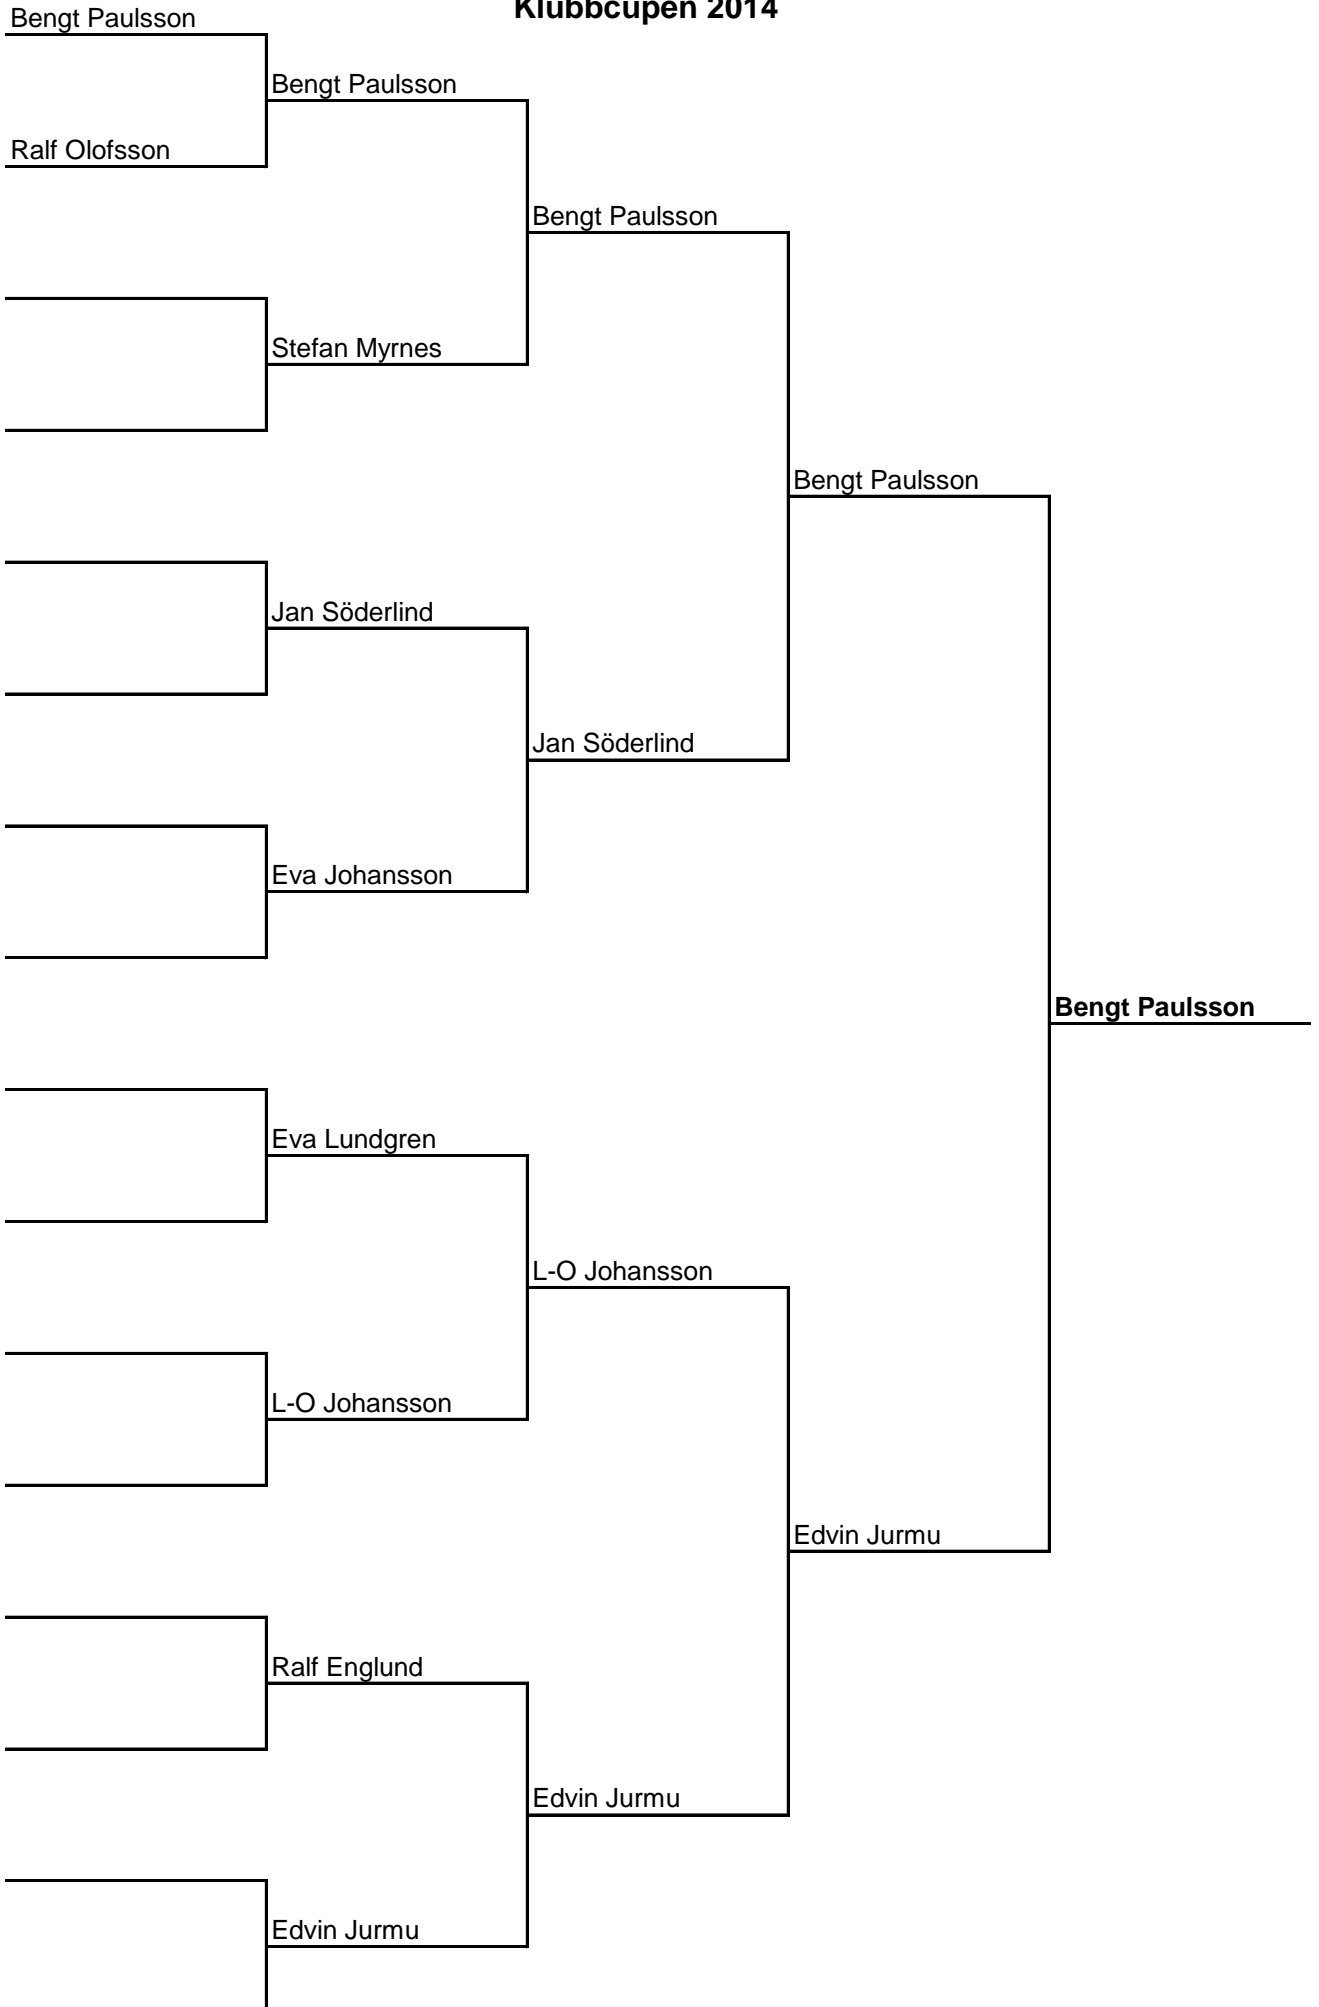 Klubbcupen 2014
Bengt Paulsson
Bengt Paulsson
Ralf Olofsson
Bengt Paulsson
Stefan Myrnes
Bengt Paulsson
Jan Söderlind
Jan Söderlind
Eva Johansson
Bengt Paulsson
Eva Lundgren
L-O Johansson
L-O Johansson
Edvin Jurmu
Ralf Englund
Edvin Jurmu
Edvin Jurmu